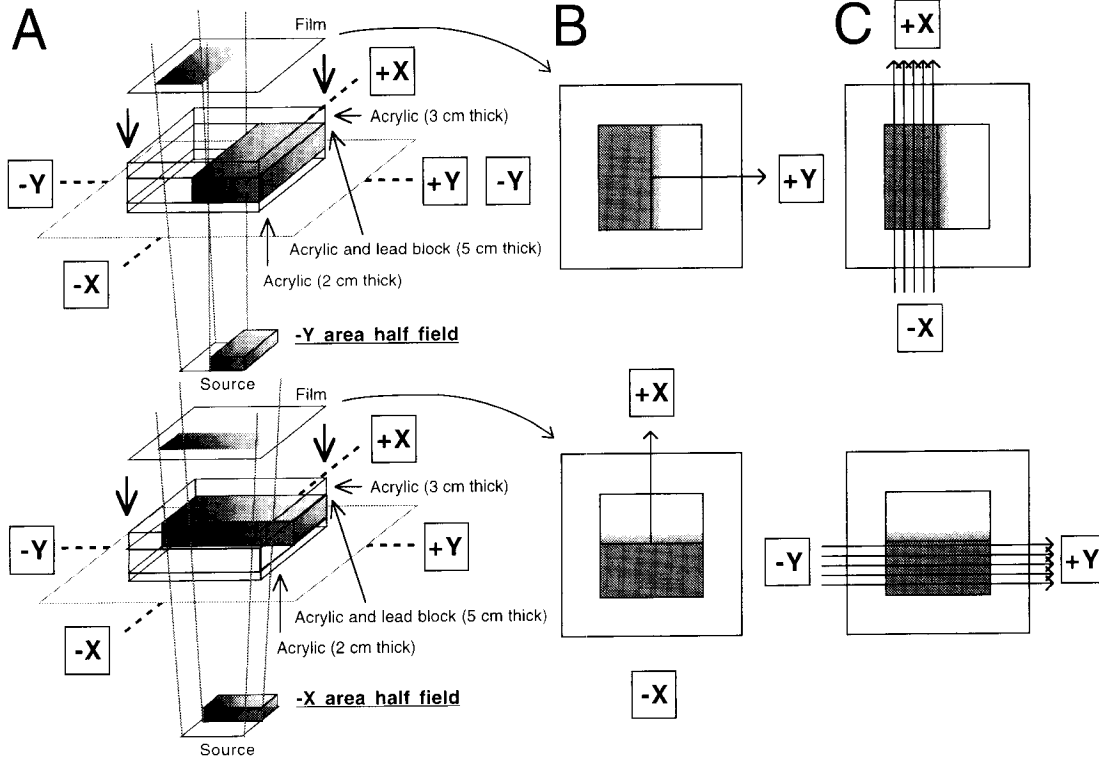 A
B
C
Film
+X
+X
Acrylic (3 cm thick)
-Y
+Y
-Y
+Y
Acrylic and lead block (5 cm thick)
-X
Acrylic (2 cm thick)
-X
-Y area half field
Source
Film
+X
+X
Acrylic (3 cm thick)
-Y
+Y
-Y
+Y
Acrylic and lead block (5 cm thick)
-X
Acrylic (2 cm thick)
-X
-X area half field
Source